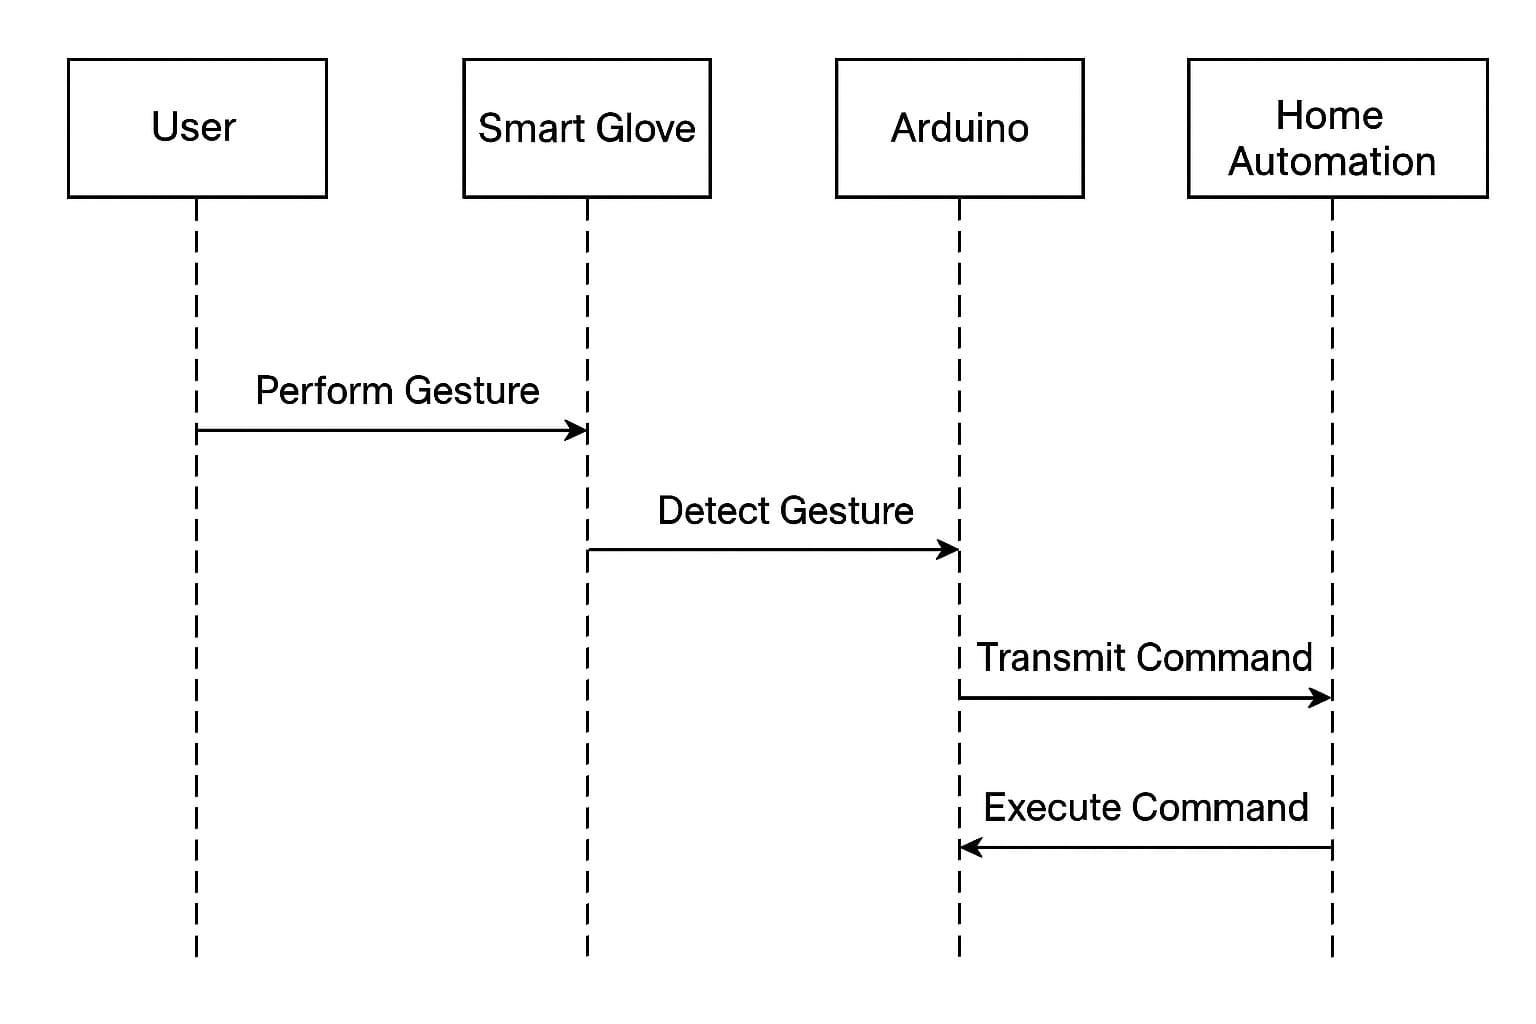 User
Smart Glove
Arduino
Home
Automation
Perform Gesture
Detect Gesture
Transmit Command
Execute Command